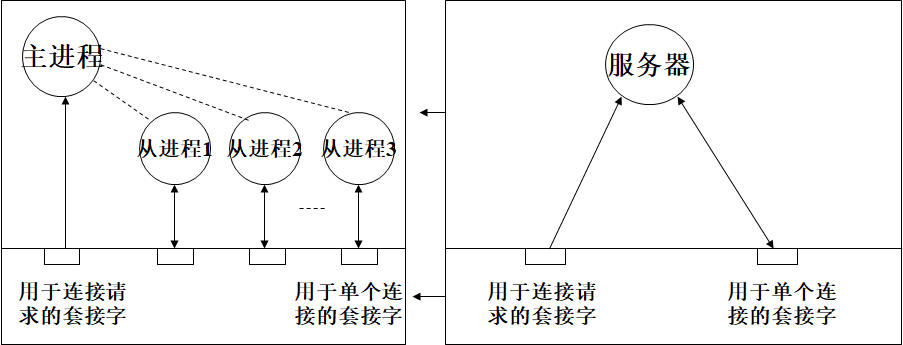 主进程
从进程1
从进程2
从进程3
用于连接请
求的套接字
用于单个连
接的套接字
服务器
用于连接请
求的套接字
用于单个连
接的套接字